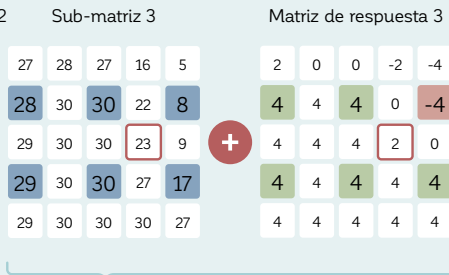 2 Sub-matriz 3 Matriz de respuesta 3
27 28 27 16 5 2 0 0 -2 -4
28 30 30 22 8 4 4 4 0 -4
29 30 30 23 9 + 4 4 4 2 0
29 30 30 27 17 4 4 4 4 4
29 30 30 30 27 4 4 4 4 4